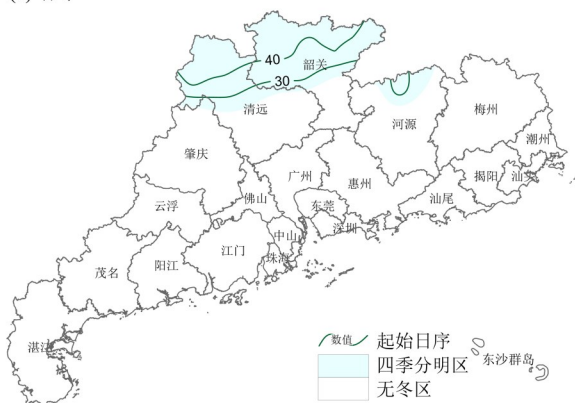 40
韶关
30
清远
河源
梅州
潮州
肇庆
广州
惠州
揭阳
汕头
云浮
佛山
东莞
汕尾
深圳
中山
江门
珠海
茂名
阳江
湛江
数值 起始日序
四季分明区
东沙群岛
无冬区